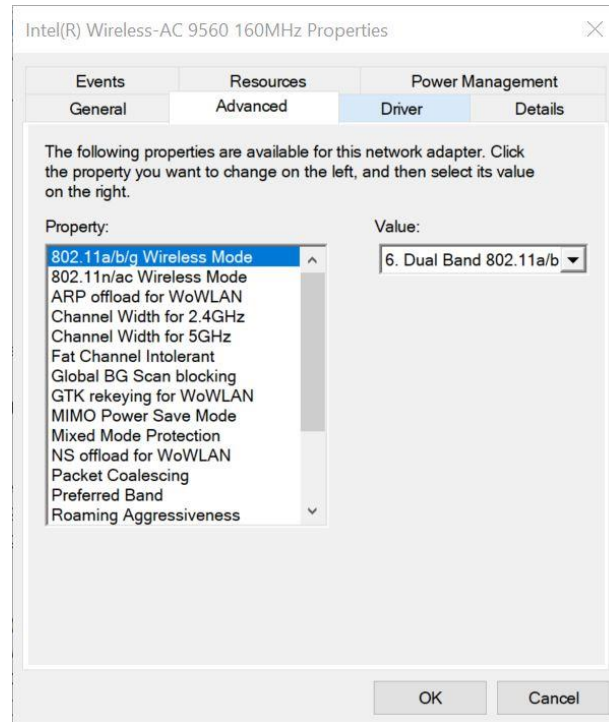 Intel(R) Wireless-AC 9560 160MHz Properties
Events Resources Power Management
General Advanced Driver Details
The following properties are available for this network adapter. Click
the property you want to change on the left, and then select its value
on the right.
Property: Value:
802.11a/b/g Wireless Mode 6. Dual Band 802.11a/b
802.11n/ac Wireless Mode
ARP offload for WoWLAN
Channel Width for 2.4GHz
Channel Width for 5GHz
Fat Channel Intolerant
Global BG Scan blocking
GTK rekeying for WoWLAN
MIMO Power Save Mode
Mixed Mode Protection
NS offload for WoWLAN
Packet Coalescing
Preferred Band
Roaming Aggressiveness
OK Cancel